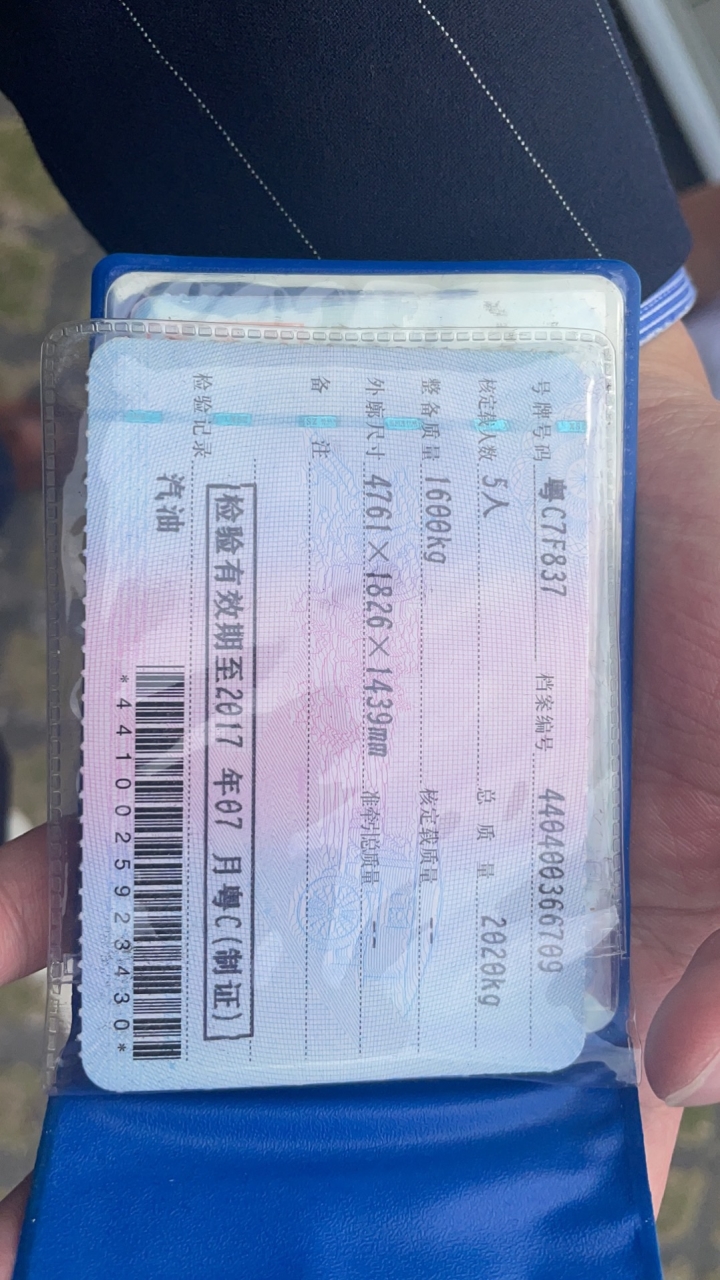 号牌号码 粤C7F837 档案编号 440400366709
核定载人数 5人 总质量 2020kg
整备质量 1600kg 核定载质量 --
外廓尺寸 4761×1826×1439mm 准牵引总质量 --
备注
检验有效期至2017年07月粤C(制证)
检验记录
汽油
*4410025923430*